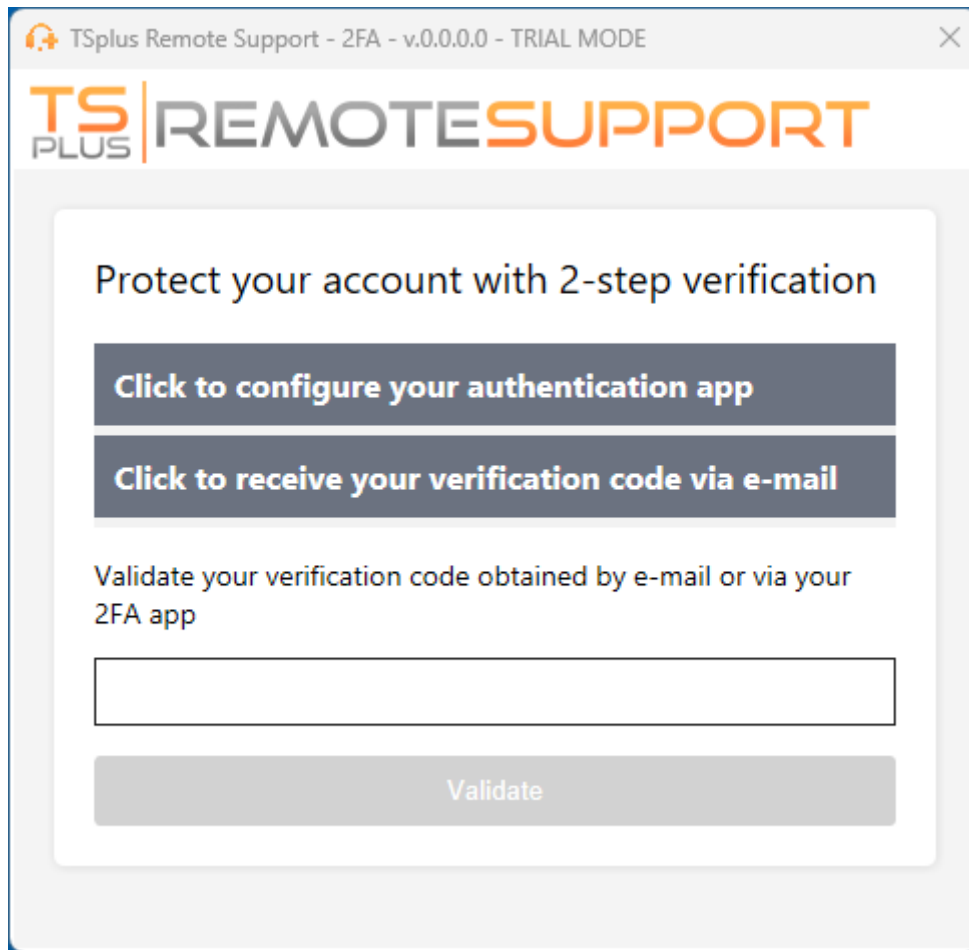 TSplus Remote Support - 2FA - v.0.0.0.0 - TRIAL MODE
TS PLUS REMOTESUPPORT
Protect your account with 2-step verification
Click to configure your authentication app
Click to receive your verification code via e-mail
Validate your verification code obtained by e-mail or via your
2FA app
Validate